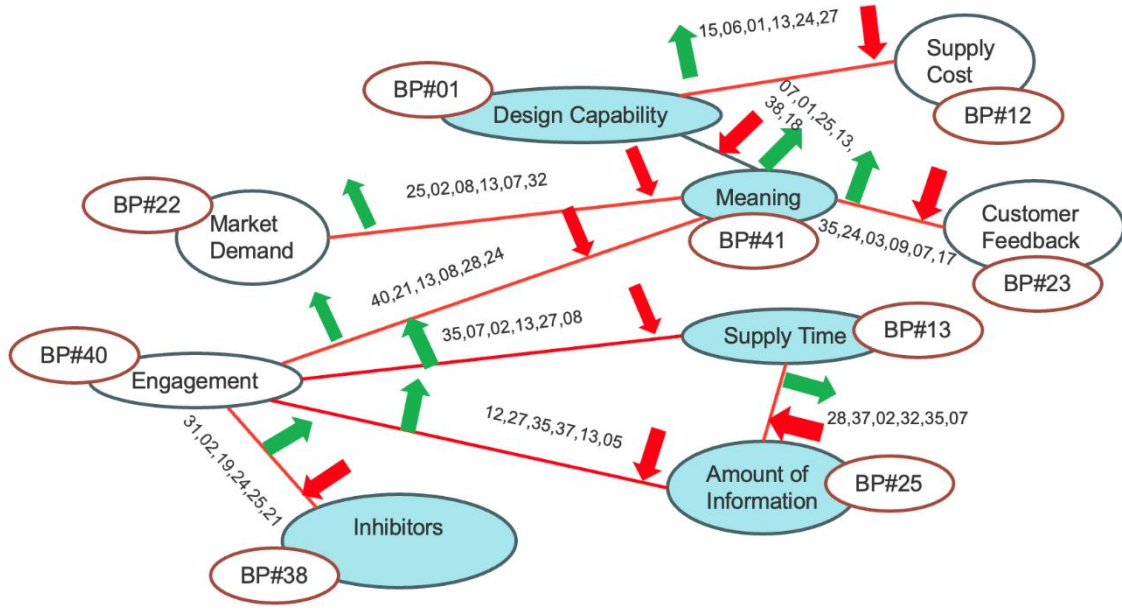 15,06,01,13,24,27
Supply
Cost
BP#12
BP#01
Design Capability
07,01,25,13,
38,18
25,02,08,13,07,32
BP#22
Market
Demand
Meaning
BP#41
Customer
Feedback
BP#23
35,24,03,09,07,17
40,21,13,08,28,24
35,07,02,13,27,08
Supply Time
BP#13
BP#40
Engagement
12,27,35,37,13,05
28,37,02,32,35,07
31,02,19,24,25,21
Amount of
Information
BP#25
Inhibitors
BP#38